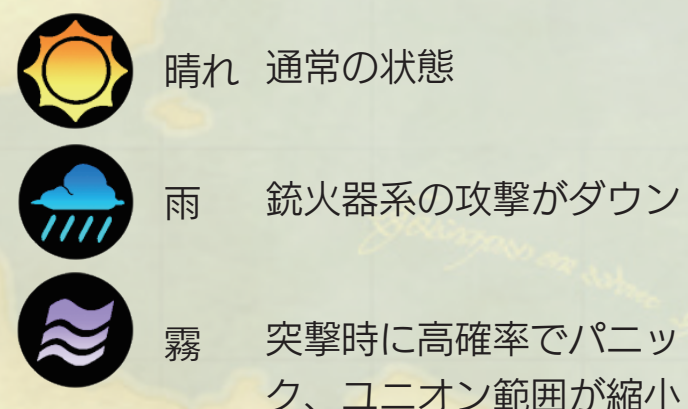 晴れ 通常の状態
雨 銃火器系の攻撃がダウン
霧 突撃時に高確率でパニッ
ク、ユニオン範囲が縮小